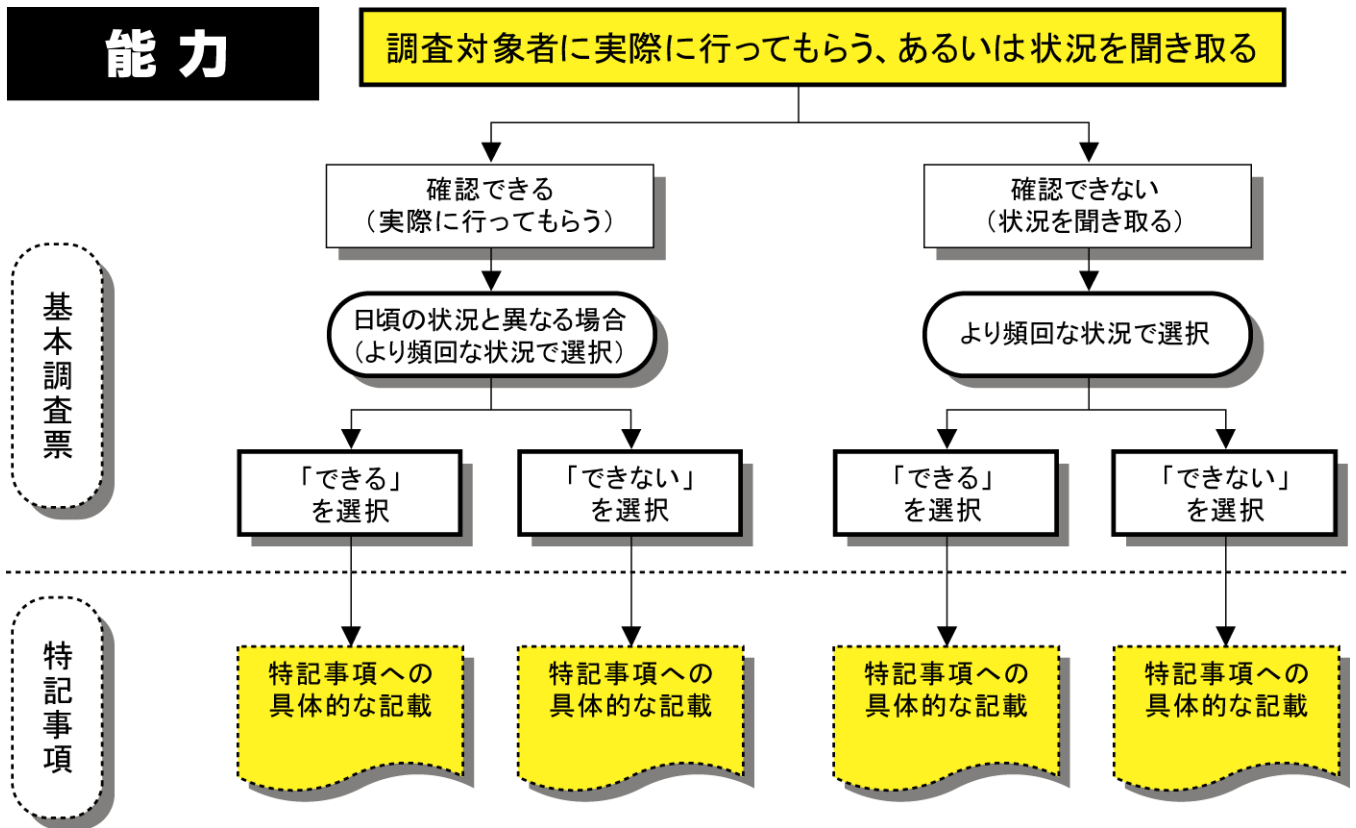 能力
調査対象者に実際に行ってもらう、あるいは状況を聞き取る
確認できる
（実際に行ってもらう）
確認できない
（状況を聞き取る）
基本調査票
日頃の状況と異なる場合
（より頻回な状況で選択）
より頻回な状況で選択
「できる」
を選択
「できない」
を選択
「できる」
を選択
「できない」
を選択
特記事項
特記事項への
具体的な記載
特記事項への
具体的な記載
特記事項への
具体的な記載
特記事項への
具体的な記載